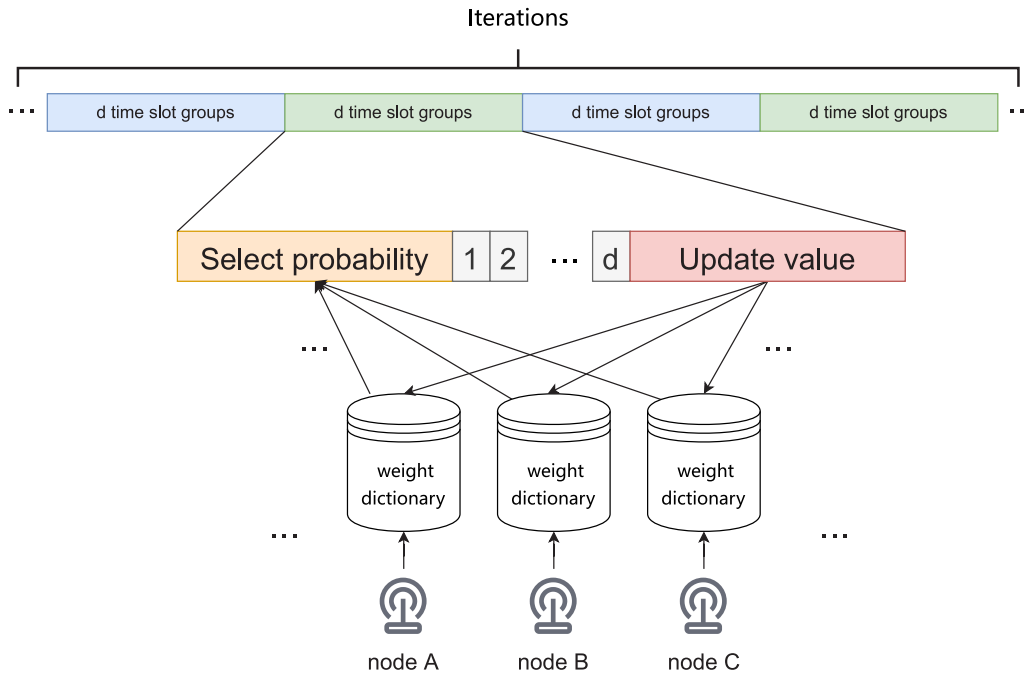 Iterations
... d time slot groups d time slot groups d time slot groups d time slot groups ...
Select probability 1 2 ... d Update value
... ...
weight weight weight
dictionary dictionary dictionary
... ...
node A node B node C